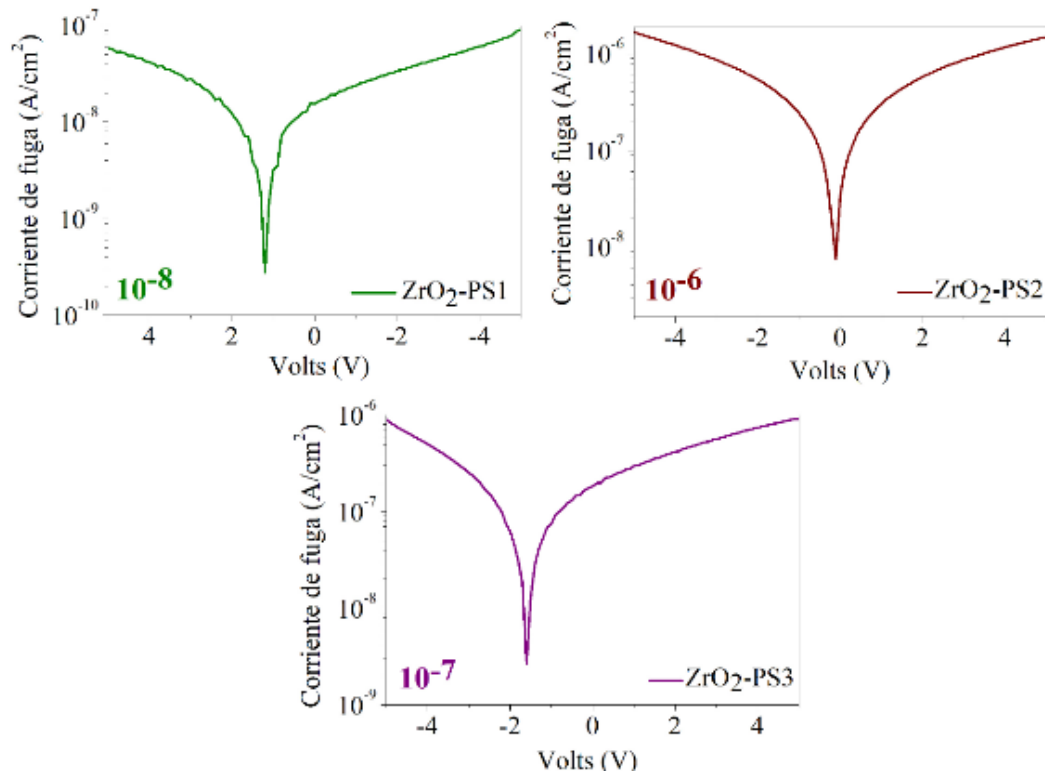 Corriente de fuga (A/cm²)
10⁻⁷
10⁻⁸
10⁻⁹
10⁻¹⁰
10⁻⁸
ZrO₂-PS1
4 2 0 -2 -4
Volts (V)
Corriente de fuga (A/cm²)
10⁻⁶
10⁻⁷
10⁻⁸
10⁻⁶
ZrO₂-PS2
-4 -2 0 2 4
Volts (V)
Corriente de fuga (A/cm²)
10⁻⁶
10⁻⁷
10⁻⁸
10⁻⁹
10⁻⁷
ZrO₂-PS3
-4 -2 0 2 4
Volts (V)